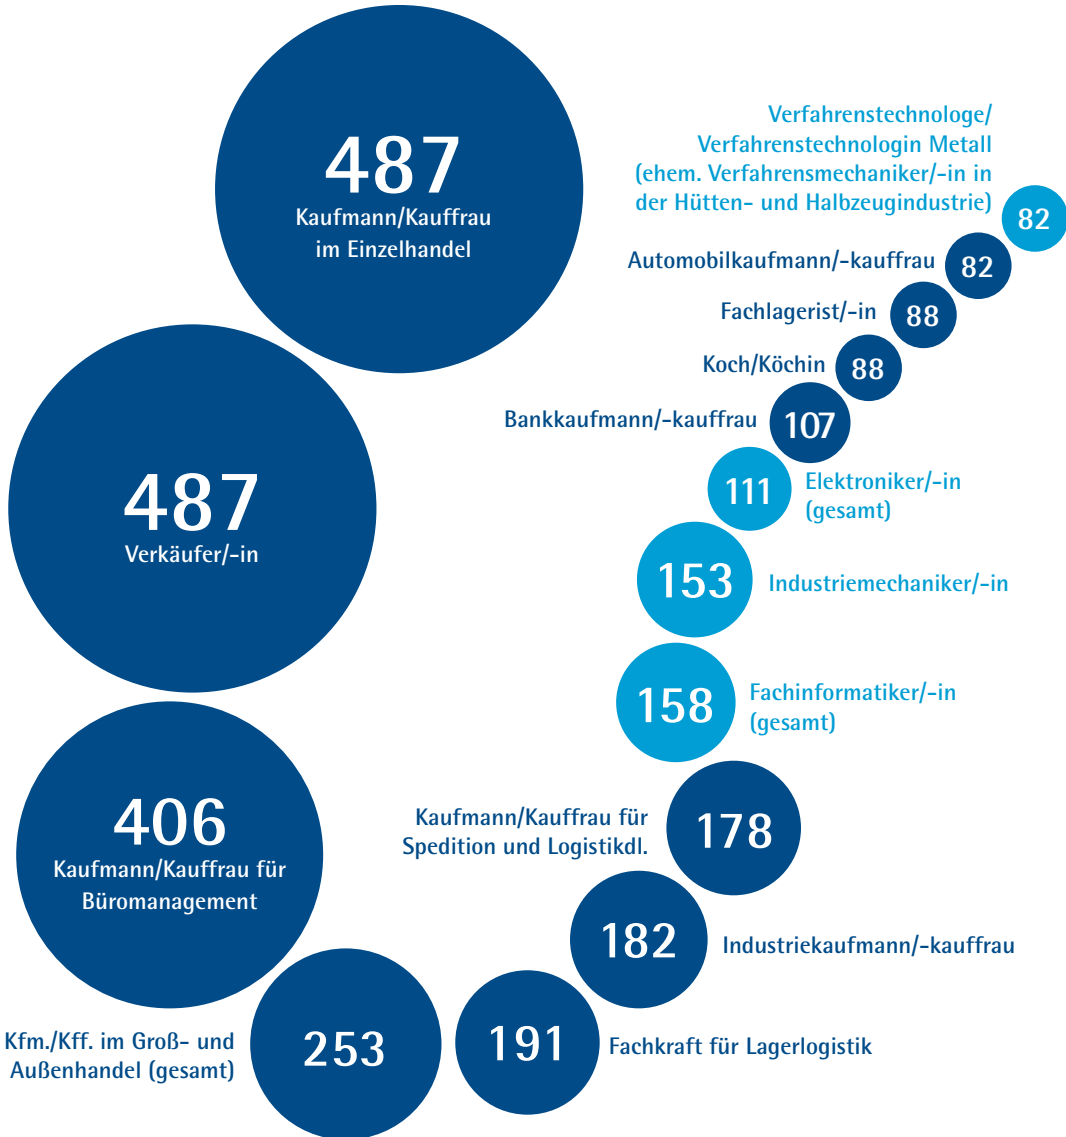 487
Kaufmann/Kauffrau
im Einzelhandel
487
Verkäufer/-in
406
Kaufmann/Kauffrau für
Büromanagement
Kfm./Kff. im Groß- und
Außenhandel (gesamt)
253
191
Fachkraft für Lagerlogistik
182
Industriekaufmann/-kauffrau
Kaufmann/Kauffrau für
Spedition und Logistikdl.
178
158
Fachinformatiker/-in
(gesamt)
153
Industriemechaniker/-in
111
Elektroniker/-in
(gesamt)
Bankkaufmann/-kauffrau
107
Koch/Köchin
88
Fachlagerist/-in
88
Automobilkaufmann/-kauffrau
82
Verfahrenstechnologe/
Verfahrenstechnologin Metall
(ehem. Verfahrensmechaniker/-in in
der Hütten- und Halbzeugindustrie)
82